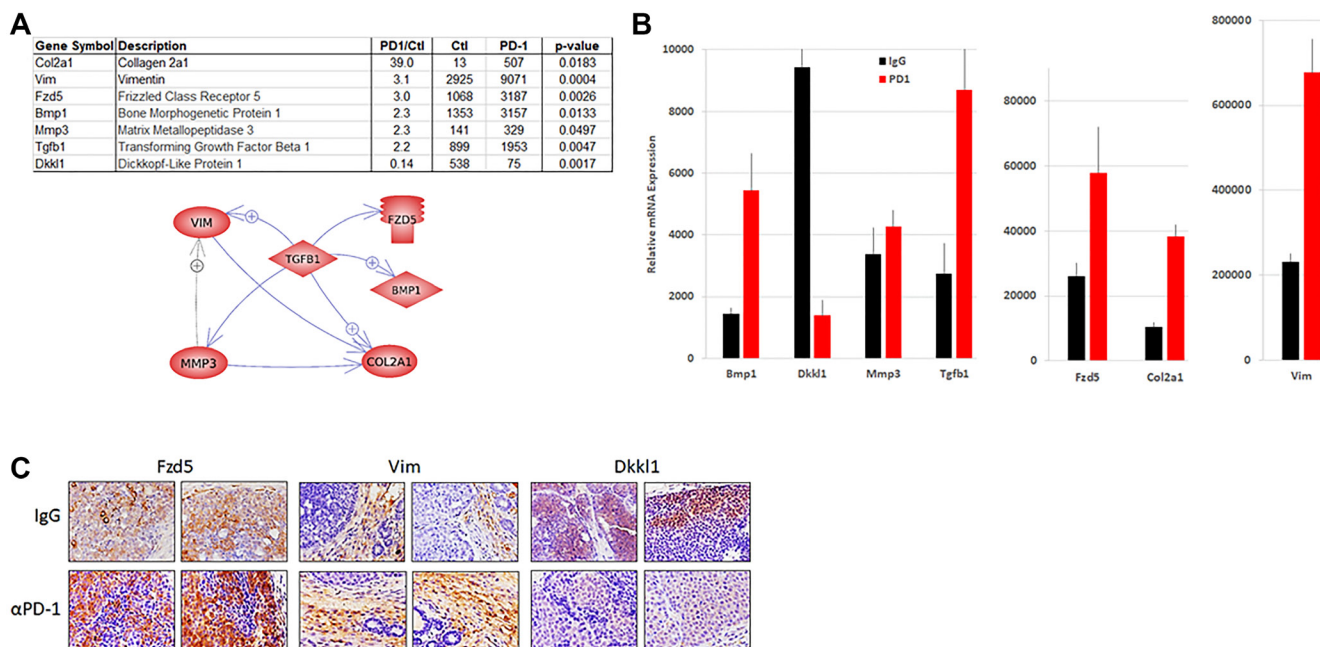 A
Gene Symbol Description PD1/Ctl Ctl PD-1 p-value
Col2a1 Collagen 2a1 39.0 13 507 0.0183
Vim Vimentin 3.1 2925 9071 0.0004
Fzd5 Frizzled Class Receptor 5 3.0 1068 3187 0.0026
Bmp1 Bone Morphogenetic Protein 1 2.3 1353 3157 0.0133
Mmp3 Matrix Metallopeptidase 3 2.3 141 329 0.0497
Tgfb1 Transforming Growth Factor Beta 1 2.2 899 1953 0.0047
Dkkl1 Dickkopf-Like Protein 1 0.14 538 75 0.0017
VIM
FZD5
TGFB1
BMP1
MMP3
COL2A1
B
Relative mRNA Expression
10000
8000
6000
4000
2000
0
IgG
PD1
Bmp1 Dkkl1 Mmp3 Tgfb1
80000
60000
40000
20000
0
Fzd5 Col2a1
800000
600000
400000
200000
0
Vim
C
Fzd5 Vim Dkkl1
IgG
αPD-1